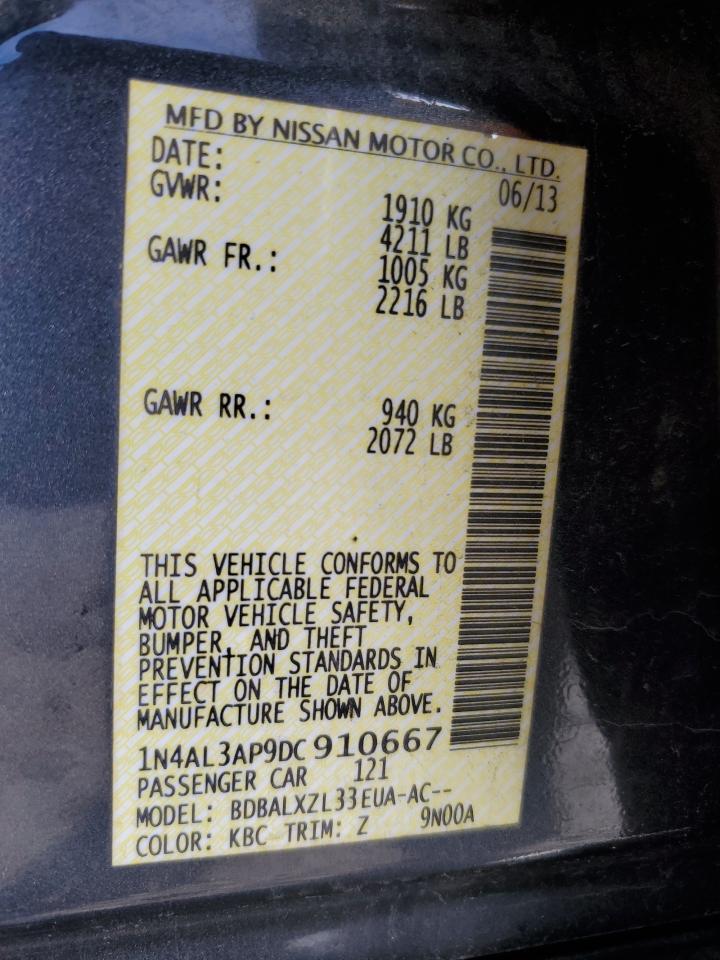 MFD BY NISSAN MOTOR CO., LTD.
DATE: 06/13
GVWR: 1910 KG
4211 LB
GAWR FR.: 1005 KG
2216 LB
GAWR RR.: 940 KG
2072 LB
THIS VEHICLE CONFORMS TO
ALL APPLICABLE FEDERAL
MOTOR VEHICLE SAFETY,
BUMPER, AND THEFT
PREVENTION STANDARDS IN
EFFECT ON THE DATE OF
MANUFACTURE SHOWN ABOVE.
1N4AL3AP9DC910667
PASSENGER CAR 121
MODEL: BDBALXZL33EUA-AC--
COLOR: KBC TRIM: Z 9N00A